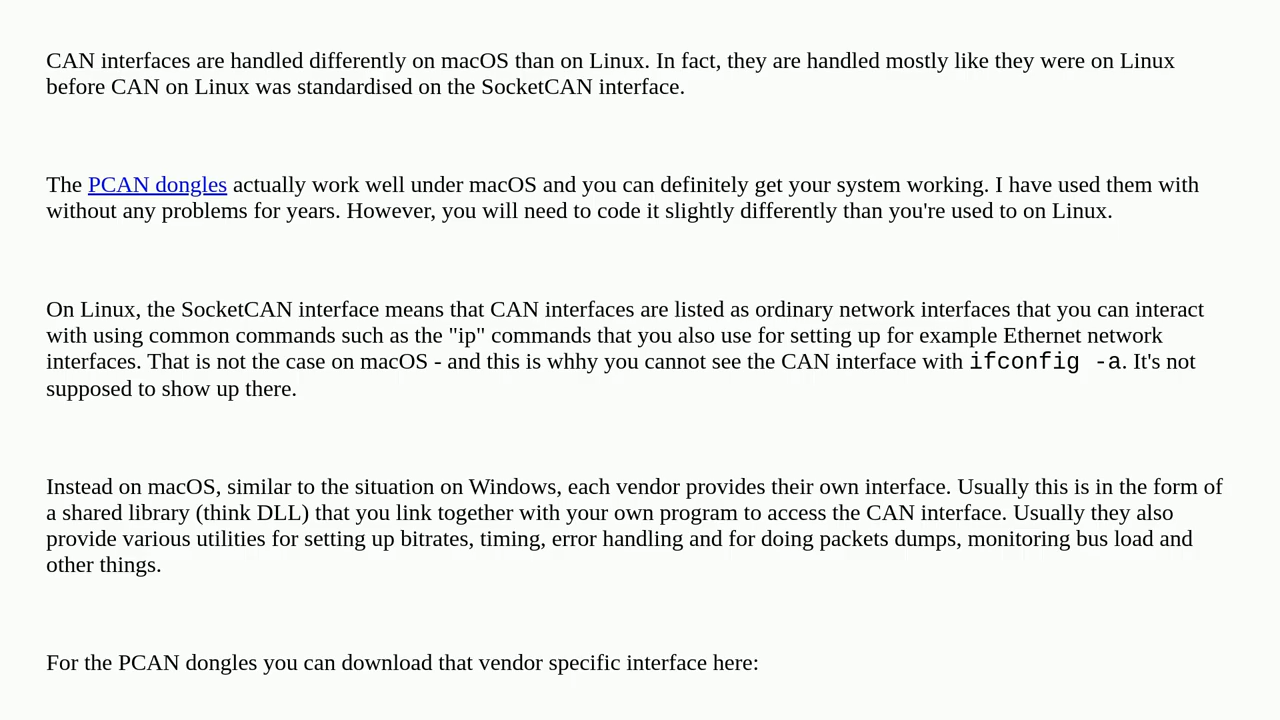 CAN interfaces are handled differently on macOS than on Linux. In fact, they are handled mostly like they were on Linux
before CAN on Linux was standardised on the SocketCAN interface.
The PCAN dongles actually work well under macOS and you can definitely get your system working. I have used them with
without any problems for years. However, you will need to code it slightly differently than you're used to on Linux.
On Linux, the SocketCAN interface means that CAN interfaces are listed as ordinary network interfaces that you can interact
with using common commands such as the "ip" commands that you also use for setting up for example Ethernet network
interfaces. That is not the case on macOS - and this is whhy you cannot see the CAN interface with ifconfig -a. It's not
supposed to show up there.
Instead on macOS, similar to the situation on Windows, each vendor provides their own interface. Usually this is in the form of
a shared library (think DLL) that you link together with your own program to access the CAN interface. Usually they also
provide various utilities for setting up bitrates, timing, error handling and for doing packets dumps, monitoring bus load and
other things.
For the PCAN dongles you can download that vendor specific interface here: